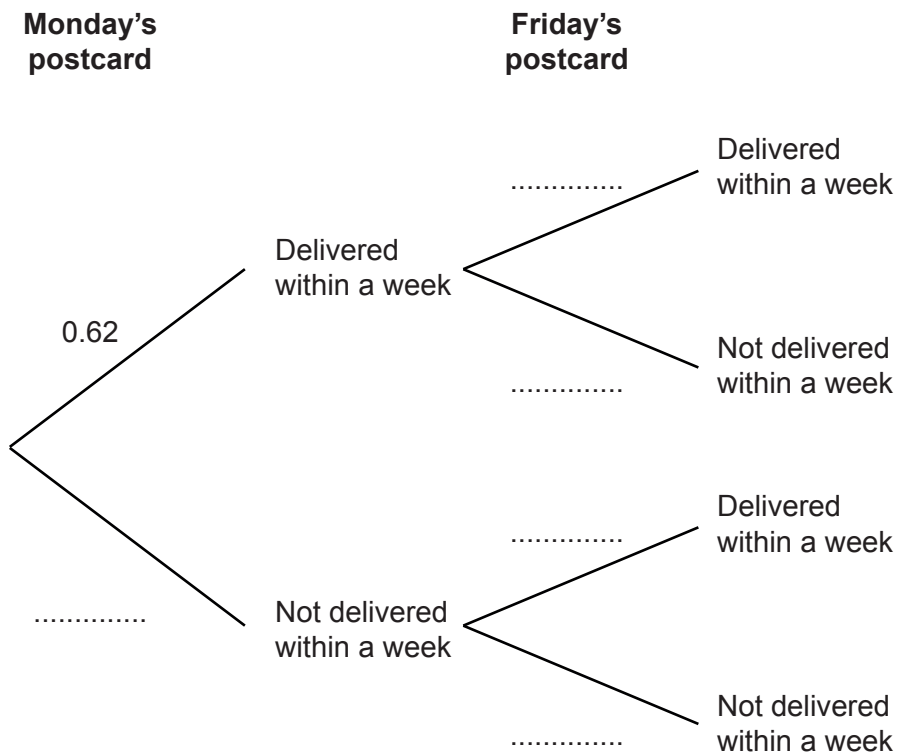 Monday's
postcard
Friday's
postcard
Delivered
within a week
..............
Delivered
within a week
0.62
Not delivered
within a week
..............
Delivered
within a week
..............
Not delivered
within a week
..............
Not delivered
within a week
..............